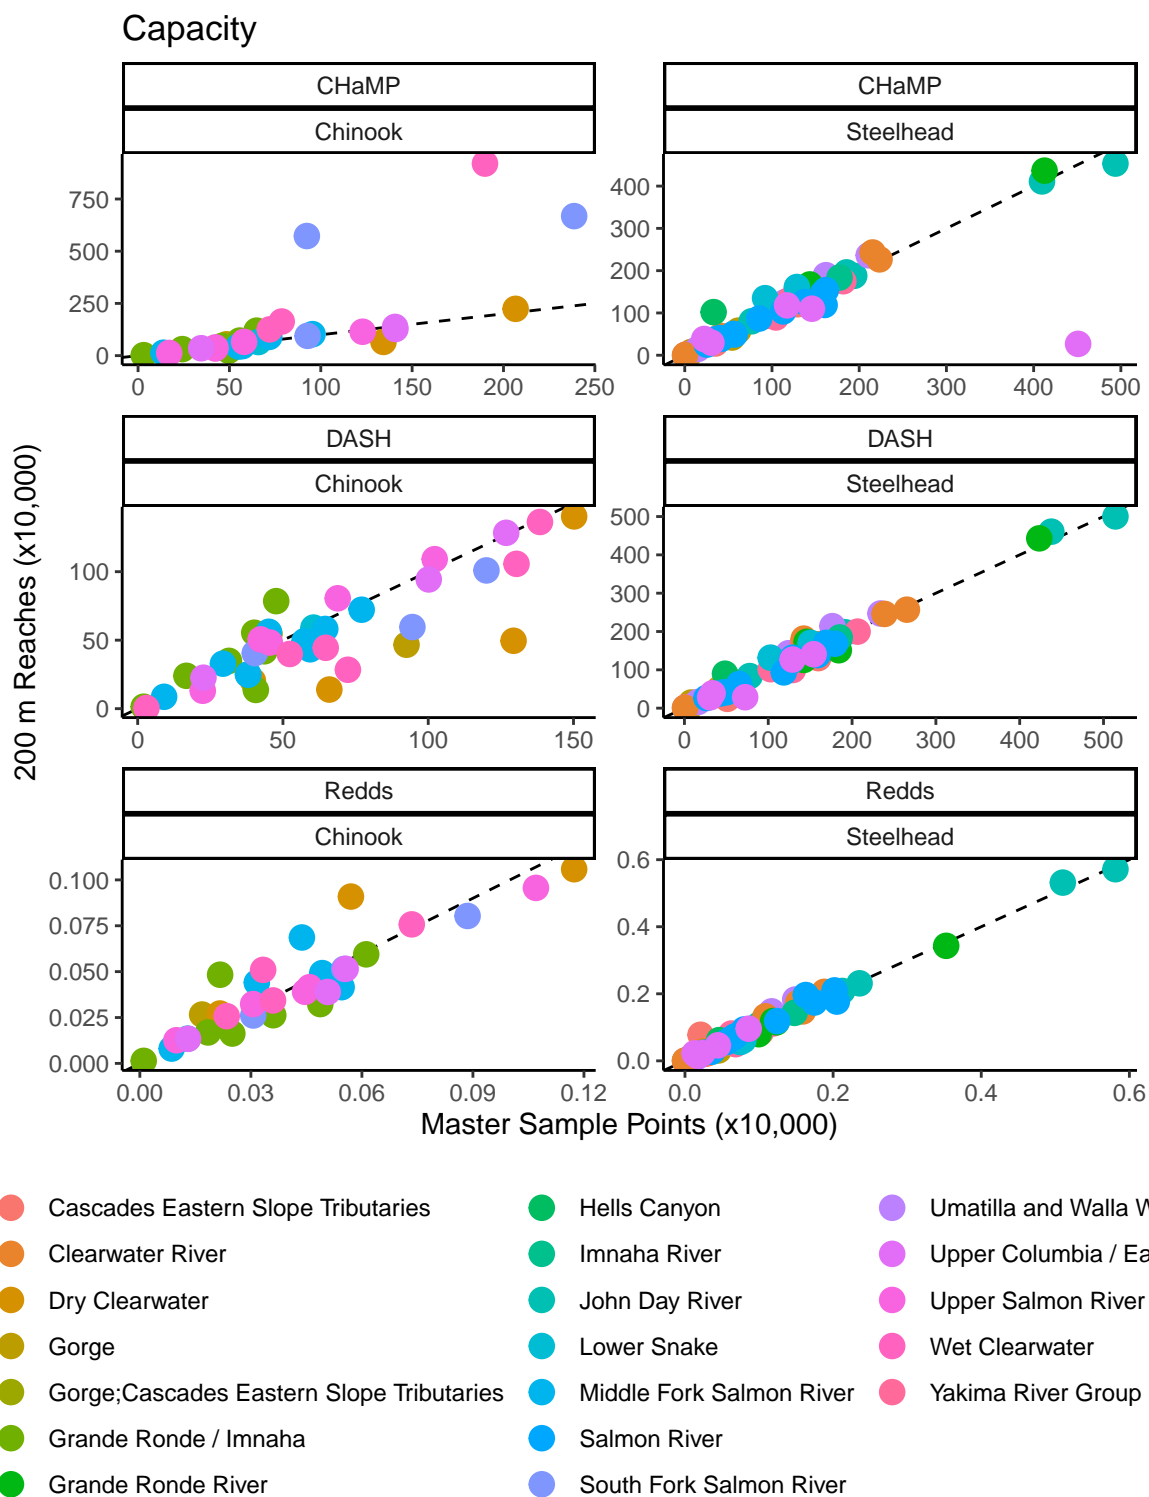 Capacity
CHaMP
CHaMP
Chinook
Steelhead
750
500
250
0
400
300
200
100
0
0 50 100 150 200 250
0 100 200 300 400 500
DASH
DASH
Chinook
Steelhead
100
50
0
500
400
300
200
100
0
0 50 100 150
0 100 200 300 400 500
Redds
Redds
Chinook
Steelhead
0.100
0.075
0.050
0.025
0.000
0.6
0.4
0.2
0.0
0.00 0.03 0.06 0.09 0.12
0.0 0.2 0.4 0.6
200 m Reaches (x10,000)
Master Sample Points (x10,000)
Cascades Eastern Slope Tributaries
Clearwater River
Dry Clearwater
Gorge
Gorge;Cascades Eastern Slope Tributaries
Grande Ronde / Imnaha
Grande Ronde River
Hells Canyon
Imnaha River
John Day River
Lower Snake
Middle Fork Salmon River
Salmon River
South Fork Salmon River
Umatilla and Walla
Upper Columbia /
Upper Salmon River
Wet Clearwater
Yakima River Group